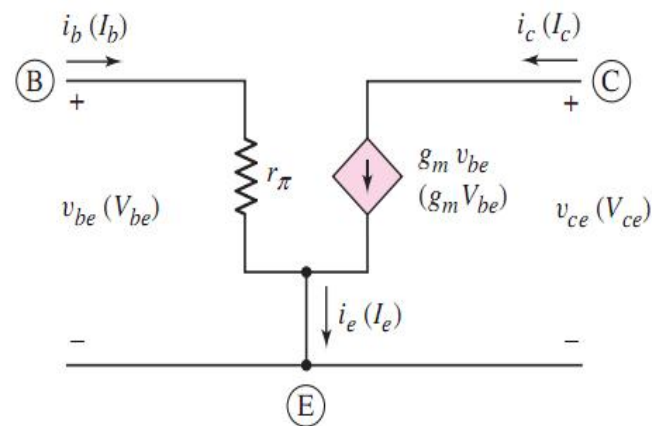 i_b (I_b)
i_c (I_c)
B
C
+
+
r_π
g_m v_be
(g_m V_be)
v_be (V_be)
v_ce (V_ce)
i_e (I_e)
−
−
E